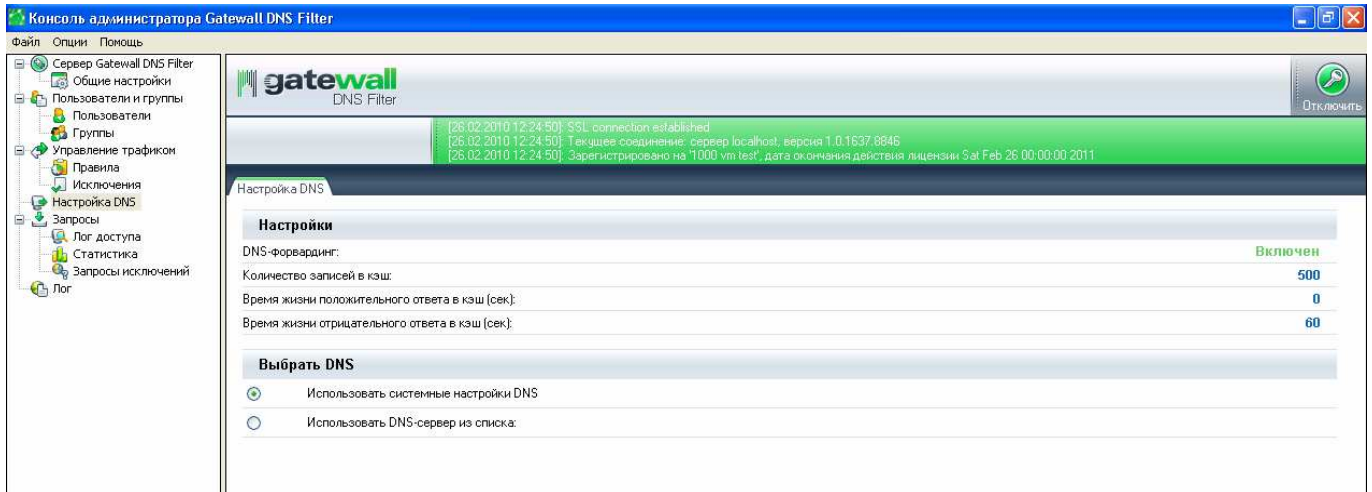 Консоль администратора Gatewall DNS Filter
Файл Опции Помощь
Сервер Gatewall DNS Filter
Общие настройки
Пользователи и группы
Пользователи
Группы
Управление трафиком
Правила
Исключения
Настройка DNS
Запросы
Лог доступа
Статистика
Запросы исключений
Лог
gatewall
DNS Filter
Отключить
[26.02.2010 12:24:50]: SSL connection established
[26.02.2010 12:24:50]: Текущее соединение: сервер localhost, версия 1.0.1637.8846
[26.02.2010 12:24:50]: Зарегистрировано на '1000 vm test', дата окончания действия лицензии Sat Feb 26 00:00:00 2011
Настройка DNS
Настройки
DNS-форвардинг: Включен
Количество записей в кэш: 500
Время жизни положительного ответа в кэш (сек): 0
Время жизни отрицательного ответа в кэш (сек): 60
Выбрать DNS
Использовать системные настройки DNS
Использовать DNS-сервер из списка: